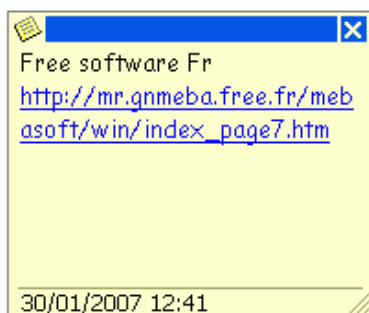 Free software Fr
http://mr.gnmeba.free.fr/meb
asoft/win/index_page7.htm
30/01/2007 12:41